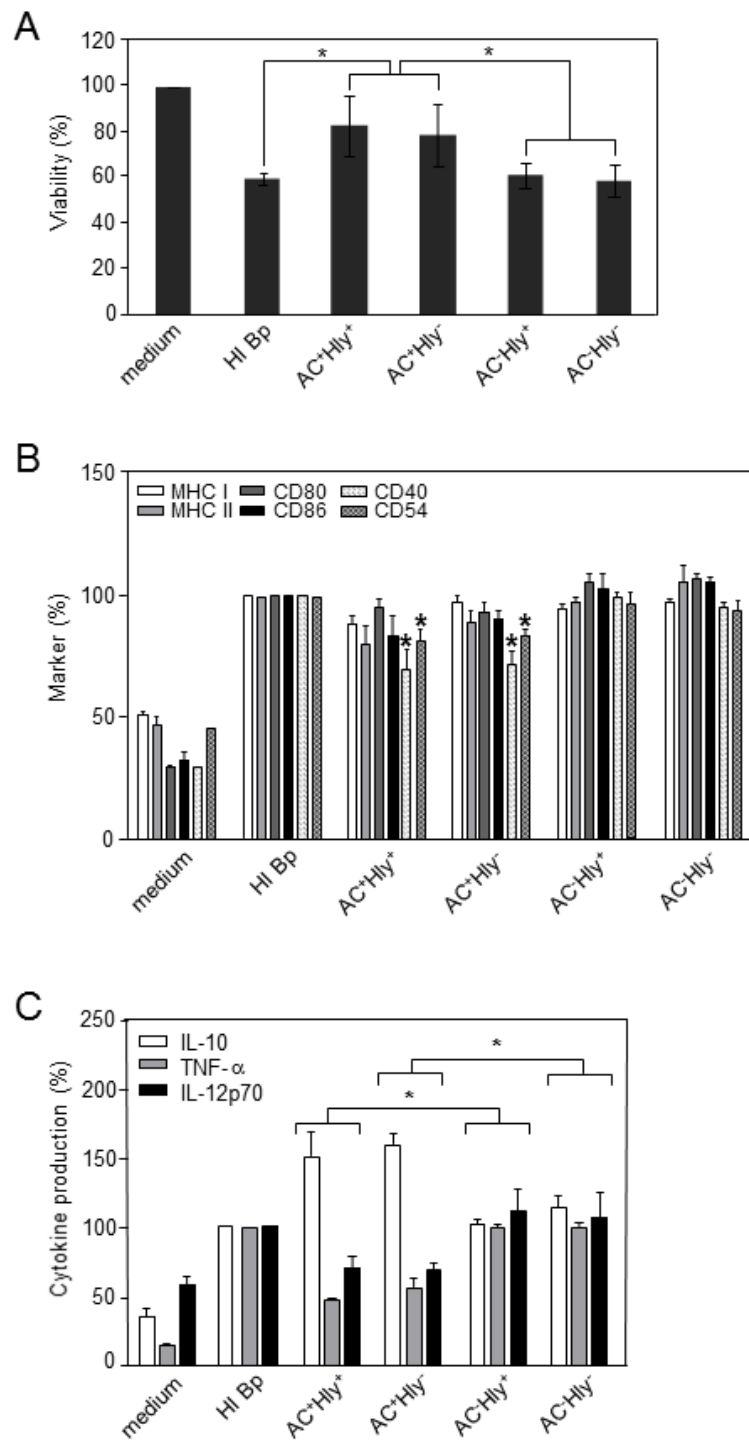 A
120
100
80
60
40
20
0
Viability (%)
* *
medium HI Bp AC⁺Hly⁺ AC⁺Hly⁻ AC⁻Hly⁺ AC⁻Hly⁻
B
150
100
50
0
Marker (%)
MHC I CD80 CD40
MHC II CD86 CD54
* * * *
medium HI Bp AC⁺Hly⁺ AC⁺Hly⁻ AC⁻Hly⁺ AC⁻Hly⁻
C
250
200
150
100
50
0
Cytokine production (%)
IL-10
TNF- α
IL-12p70
*
*
medium HI Bp AC⁺Hly⁺ AC⁺Hly⁻ AC⁻Hly⁺ AC⁻Hly⁻